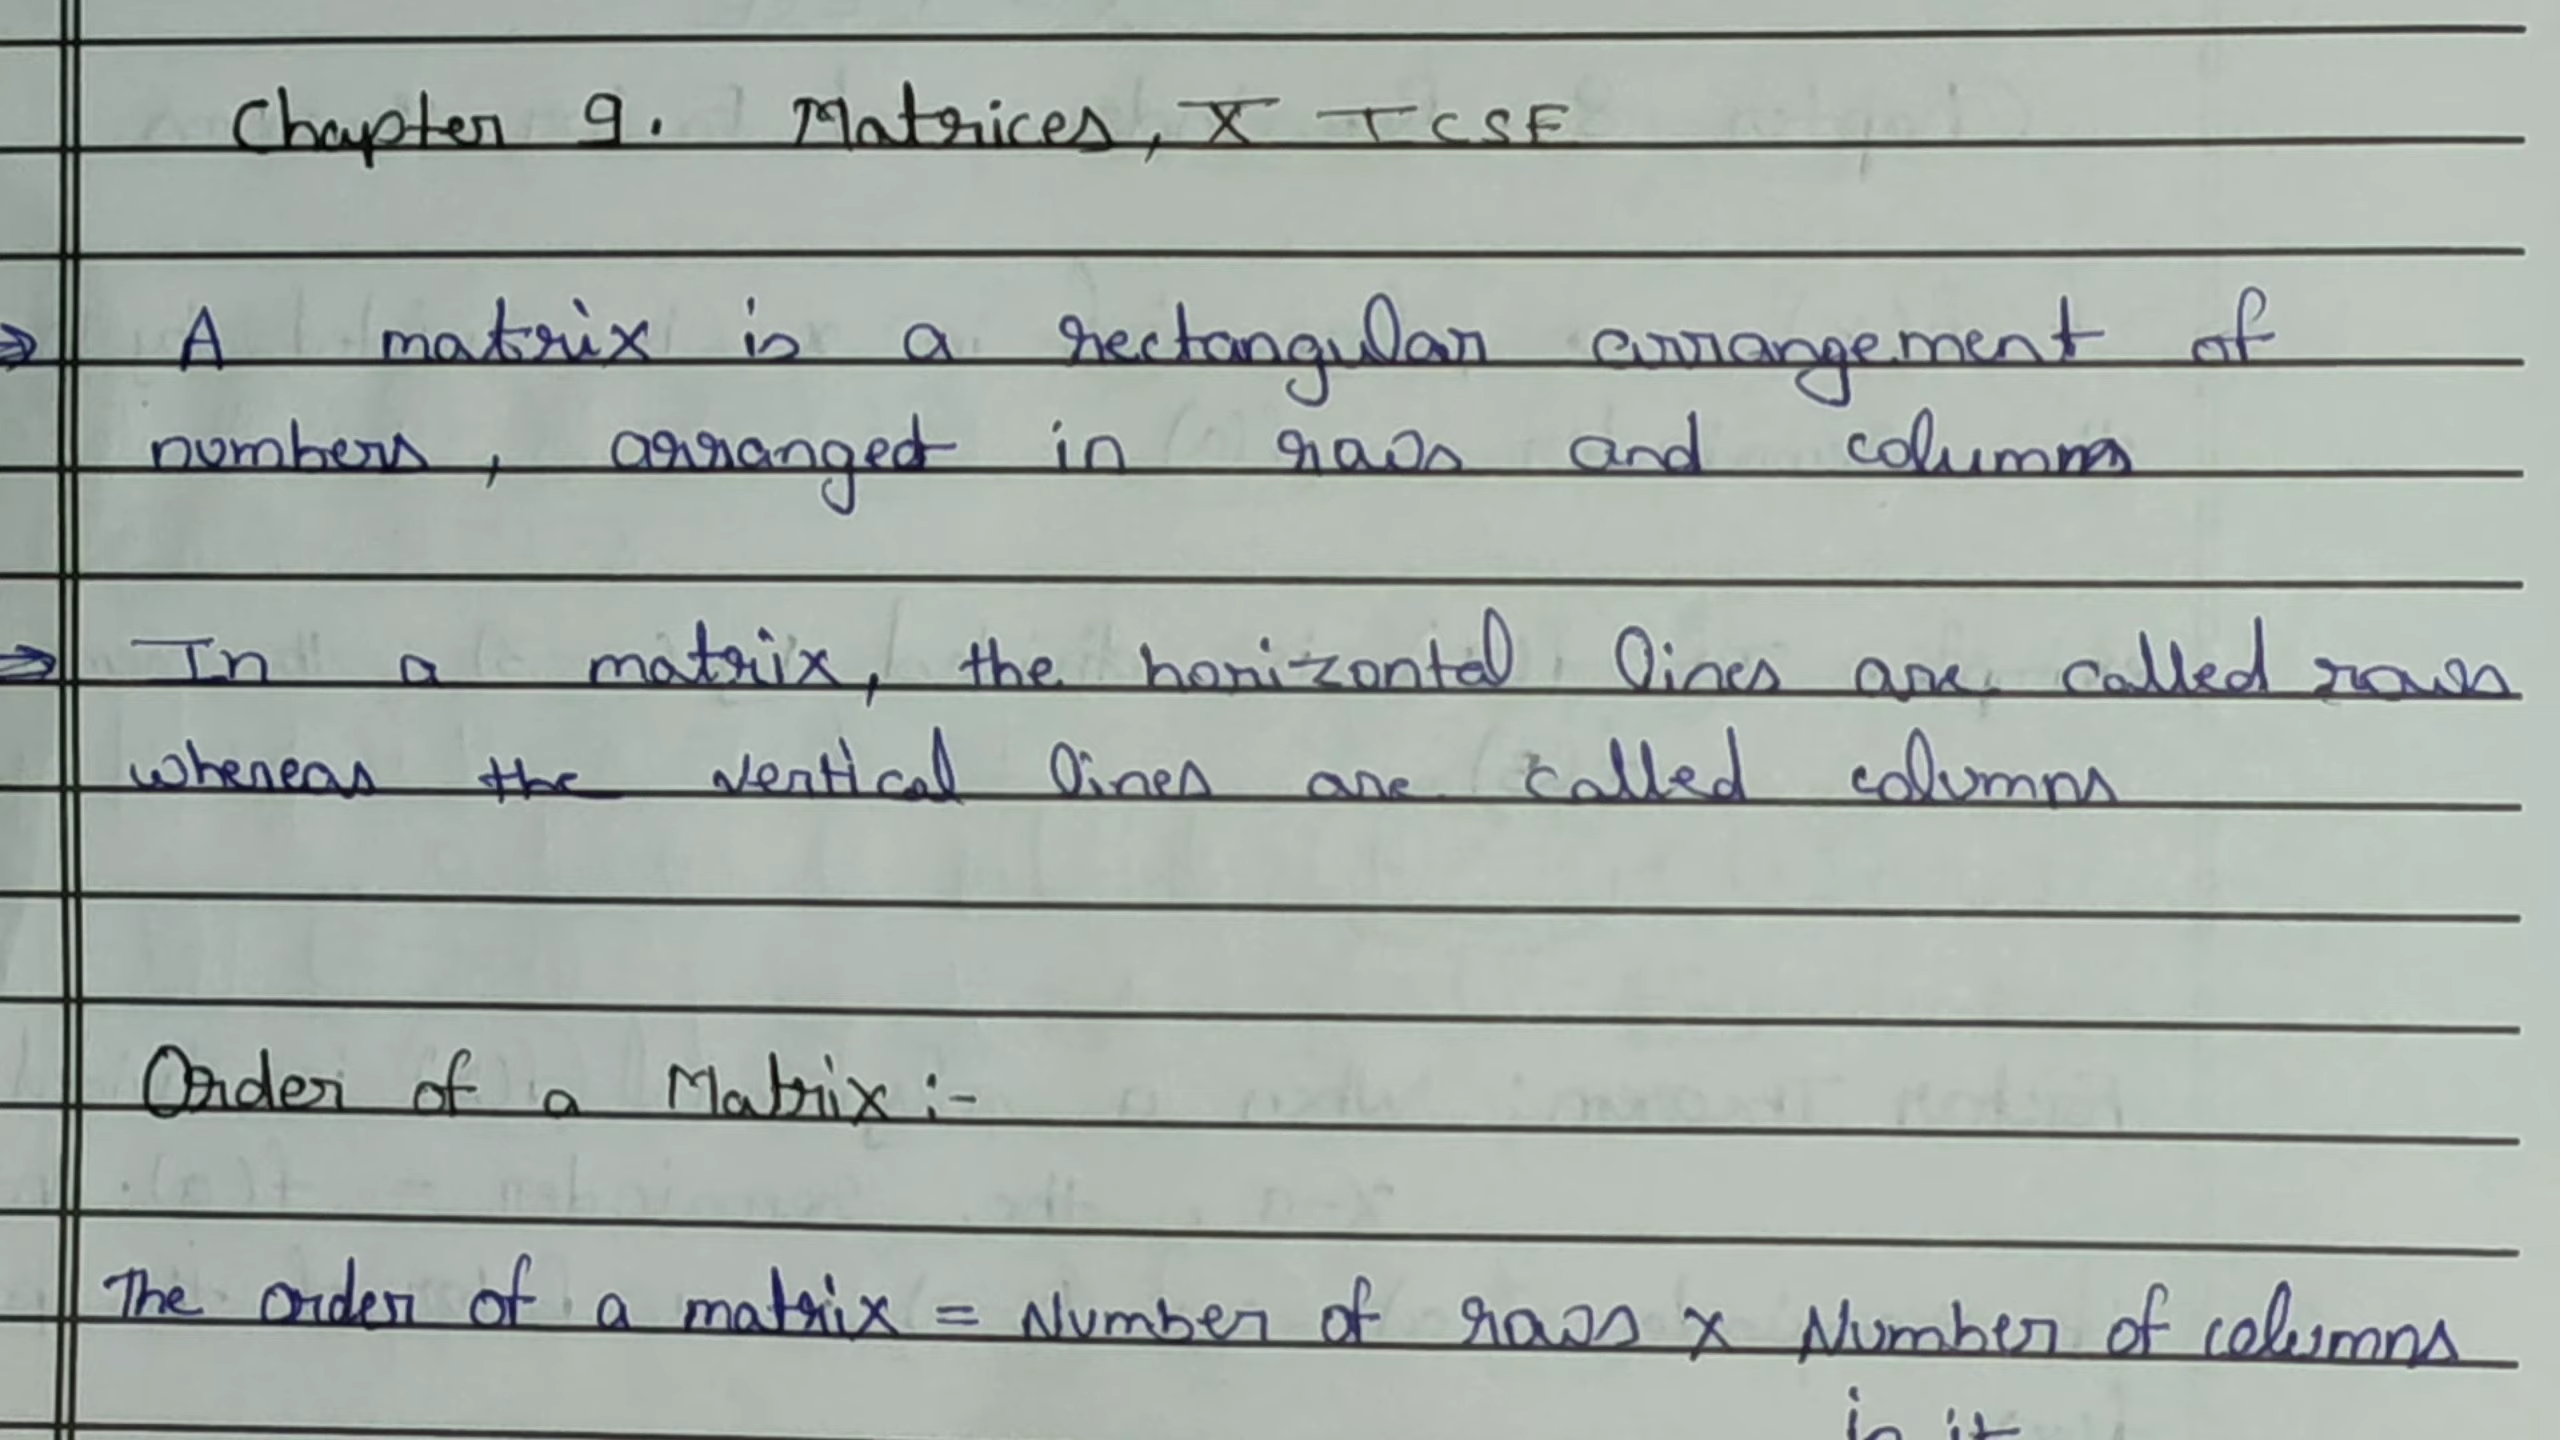 Chapter 9. Matrices, X ICSE
⇒ A matrix is a rectangular arrangement of
numbers, arranged in rows and columns
⇒ In a matrix, the horizontal lines are called rows
whereas the vertical lines are called columns
Order of a Matrix :-
The order of a matrix = Number of rows x Number of columns
in it